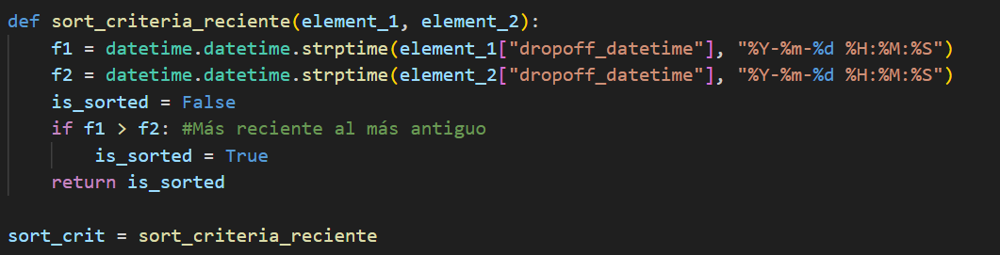 def sort_criteria_reciente(element_1, element_2):
    f1 = datetime.datetime.strptime(element_1["dropoff_datetime"], "%Y-%m-%d %H:%M:%S")
    f2 = datetime.datetime.strptime(element_2["dropoff_datetime"], "%Y-%m-%d %H:%M:%S")
    is_sorted = False
    if f1 > f2: #Más reciente al más antiguo
        is_sorted = True
    return is_sorted

sort_crit = sort_criteria_reciente